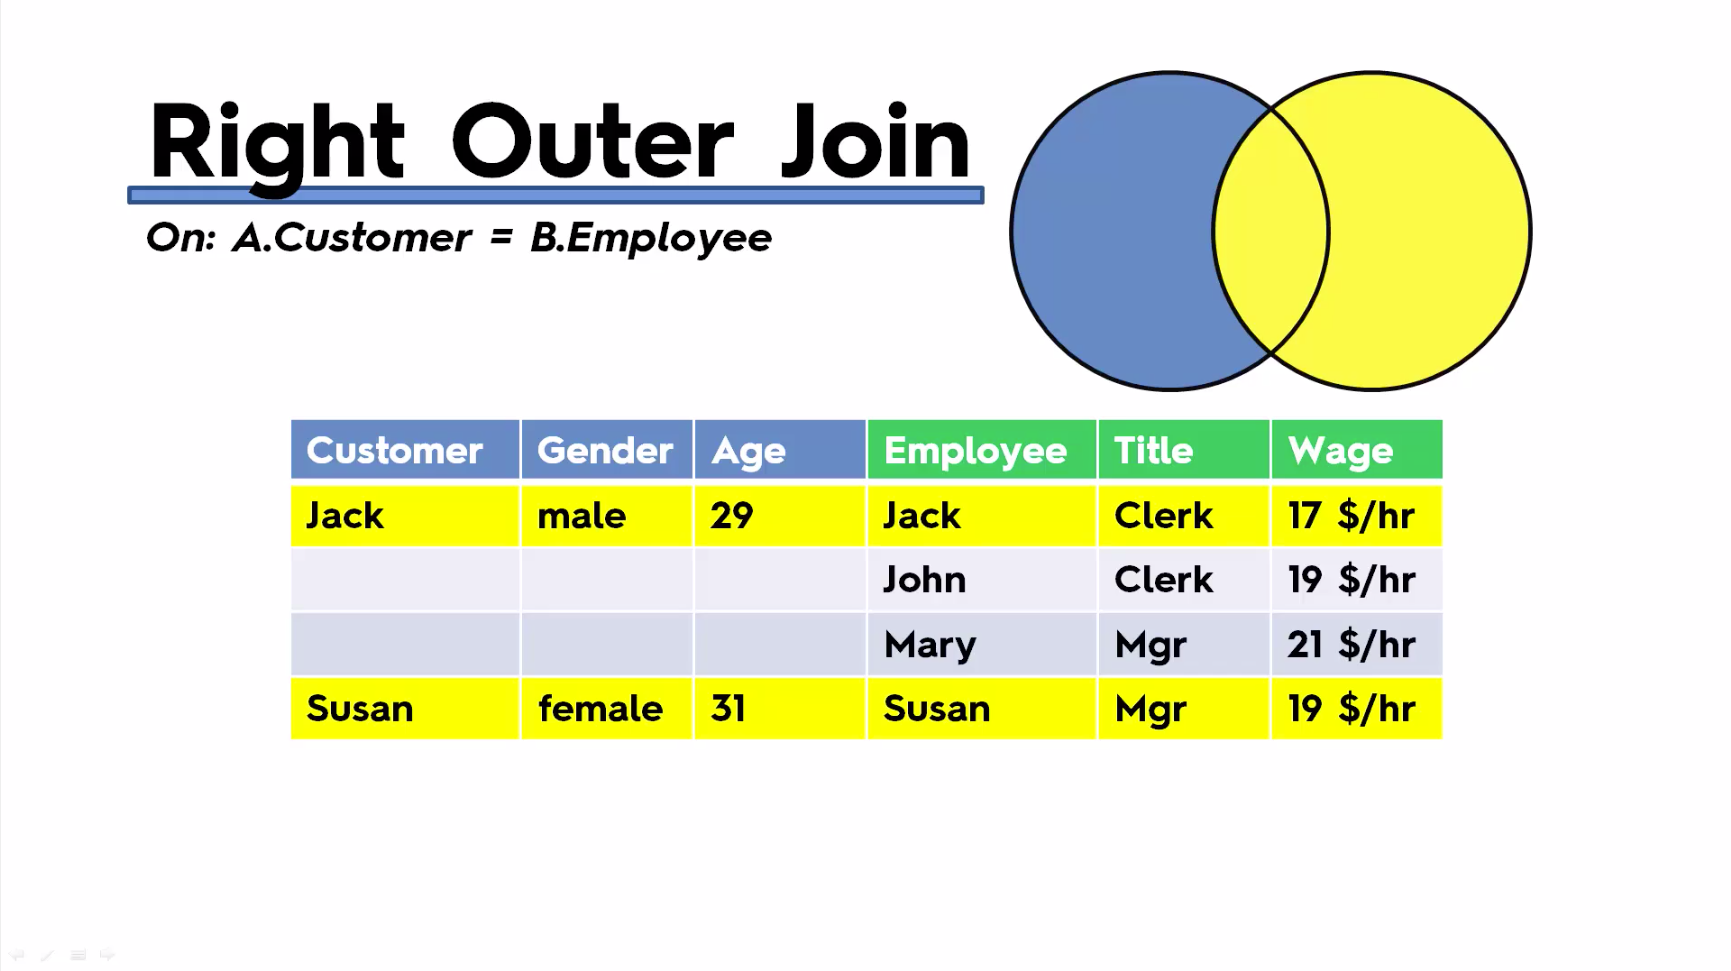 Right Outer Join
On: A.Customer = B.Employee
Customer Gender Age Employee Title Wage
Jack male 29 Jack Clerk 17 $/hr
John Clerk 19 $/hr
Mary Mgr 21 $/hr
Susan female 31 Susan Mgr 19 $/hr